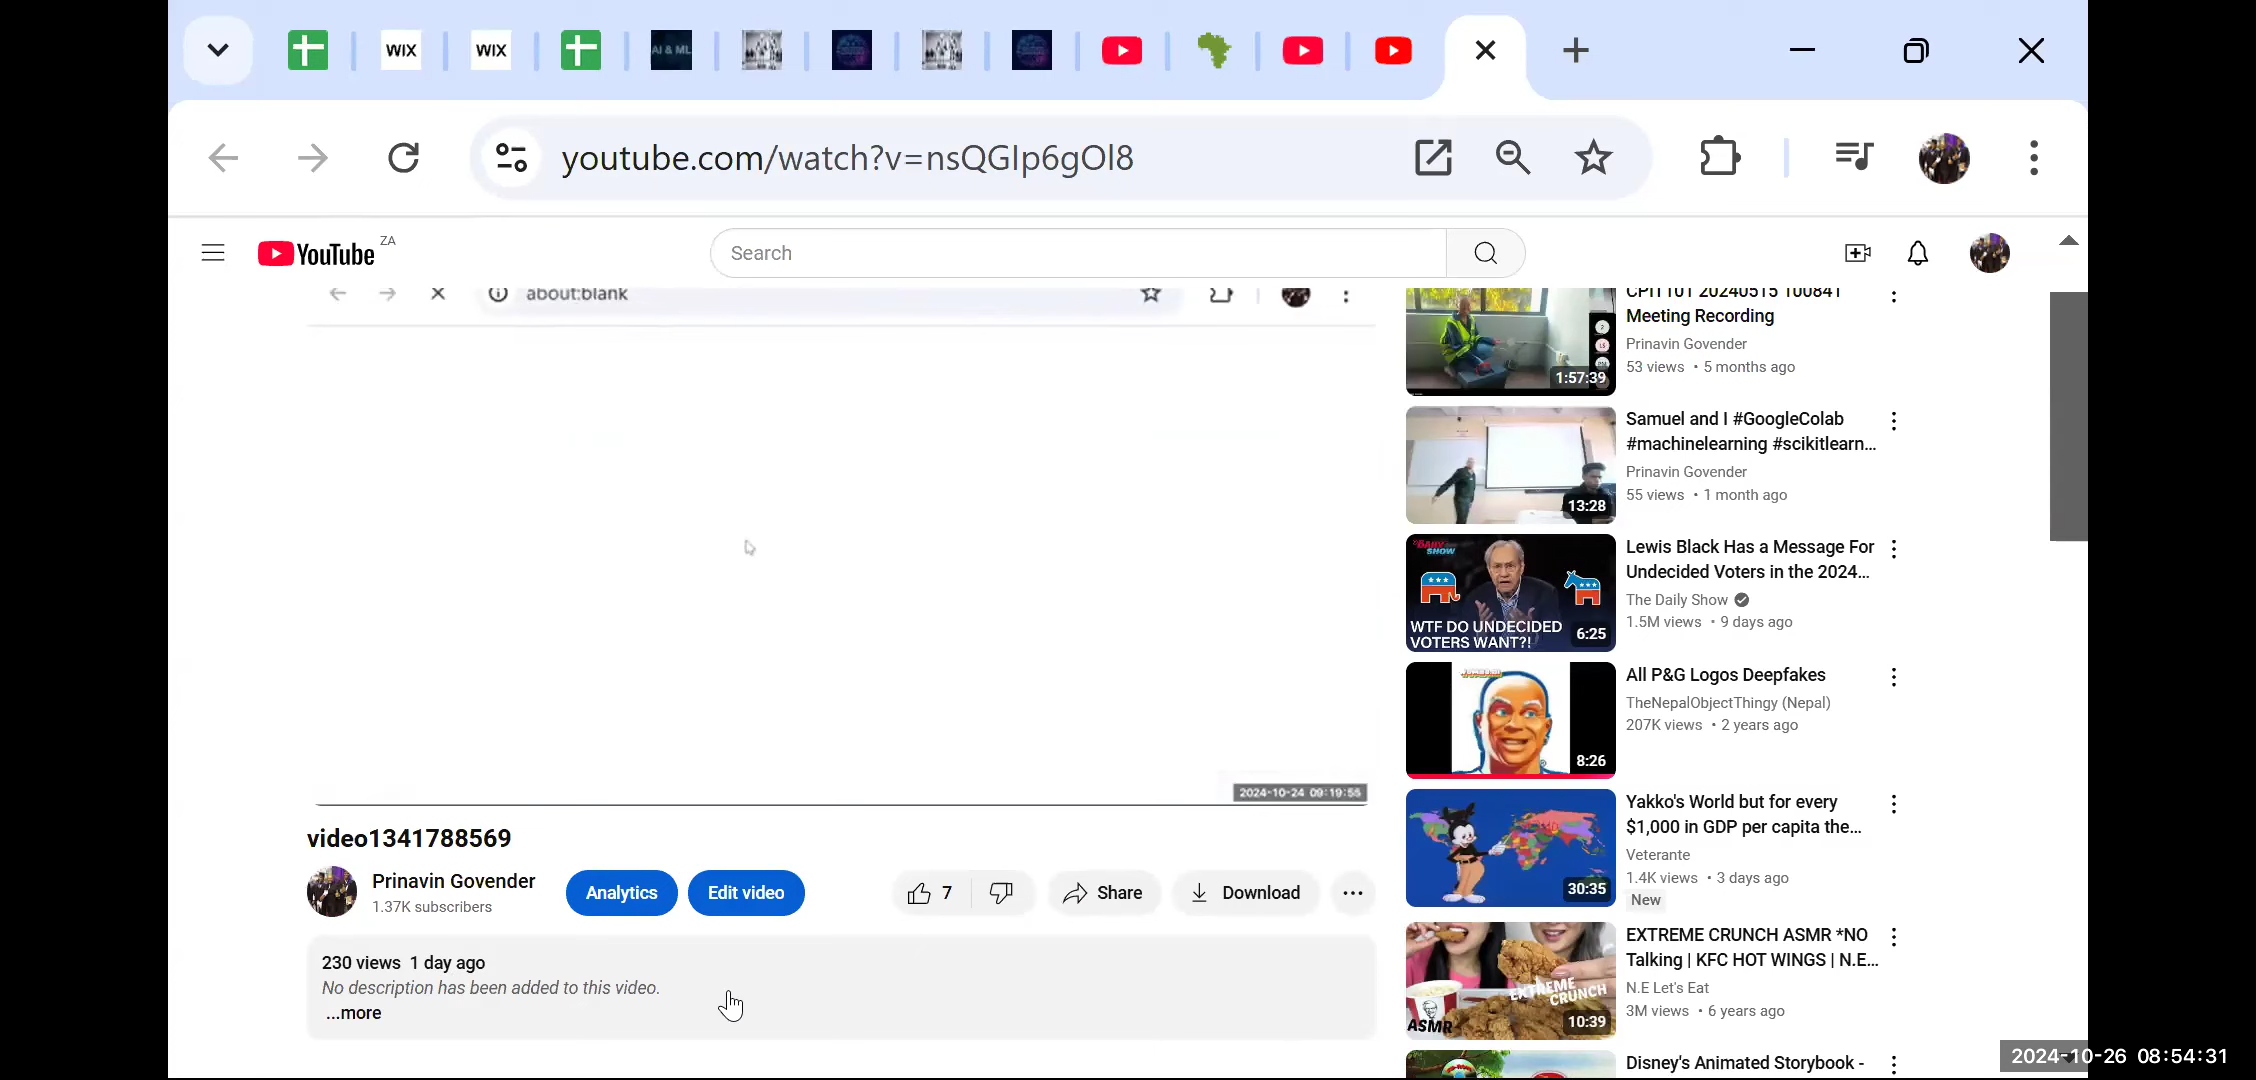 WIX
WIX
AI & ML
youtube.com/watch?v=nsQGIp6gOl8
YouTube ZA
Search
about:blank
2024-10-24 09:19:55
video1341788569
Prinavin Govender
1.37K subscribers
Analytics
Edit video
7
Share
Download
230 views 1 day ago
No description has been added to this video.
...more
CPIT101 20240515 100841
Meeting Recording
Prinavin Govender
53 views • 5 months ago
1:57:39
Samuel and I #GoogleColab
#machinelearning #scikitlearn...
Prinavin Govender
55 views • 1 month ago
13:28
Lewis Black Has a Message For
Undecided Voters in the 2024...
The Daily Show
1.5M views • 9 days ago
DAILY
SHOW
WTF DO UNDECIDED
VOTERS WANT?!
6:25
All P&G Logos Deepfakes
TheNepalObjectThingy (Nepal)
207K views • 2 years ago
8:26
Yakko's World but for every
$1,000 in GDP per capita the...
Veterante
1.4K views • 3 days ago
New
30:35
EXTREME CRUNCH ASMR *NO
Talking | KFC HOT WINGS | N.E...
N.E Let's Eat
3M views • 6 years ago
EXTREME
CRUNCH
KFC
ASMR
10:39
Disney's Animated Storybook -
2024-10-26 08:54:31